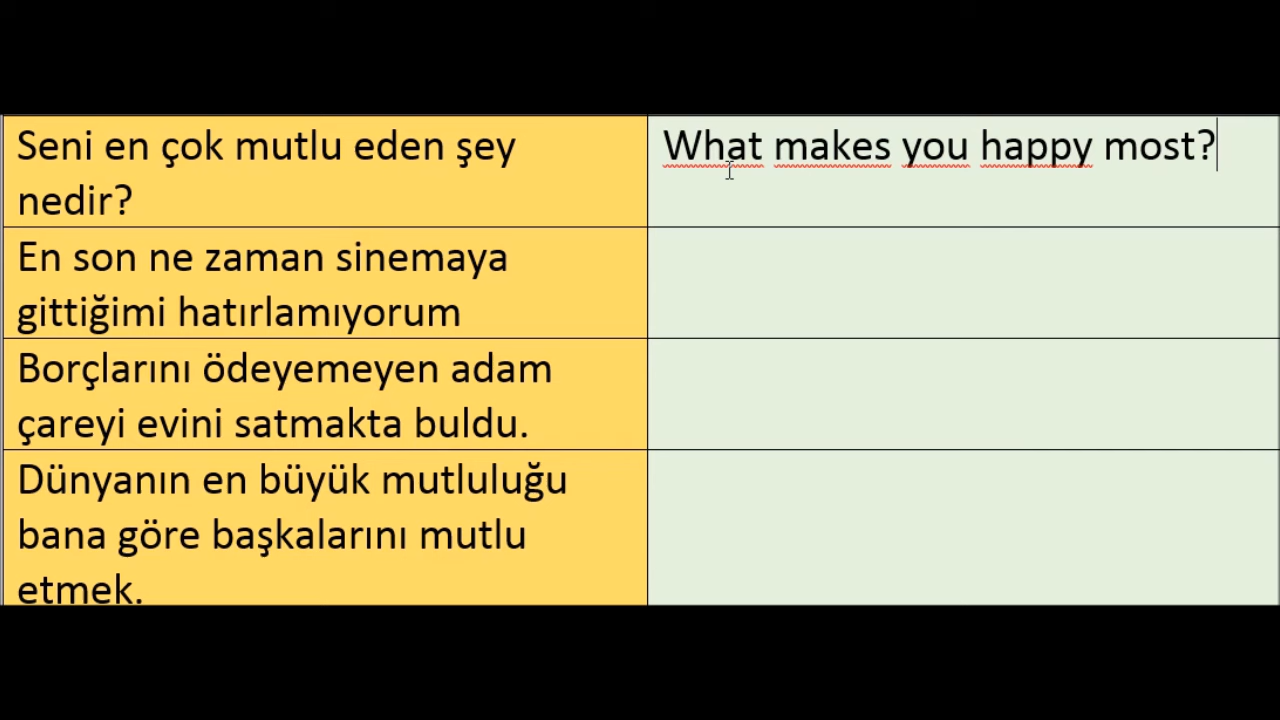 Seni en çok mutlu eden şey
nedir?
What makes you happy most?
En son ne zaman sinemaya
gittiğimi hatırlamıyorum
Borçlarını ödeyemeyen adam
çareyi evini satmakta buldu.
Dünyanın en büyük mutluluğu
bana göre başkalarını mutlu
etmek.